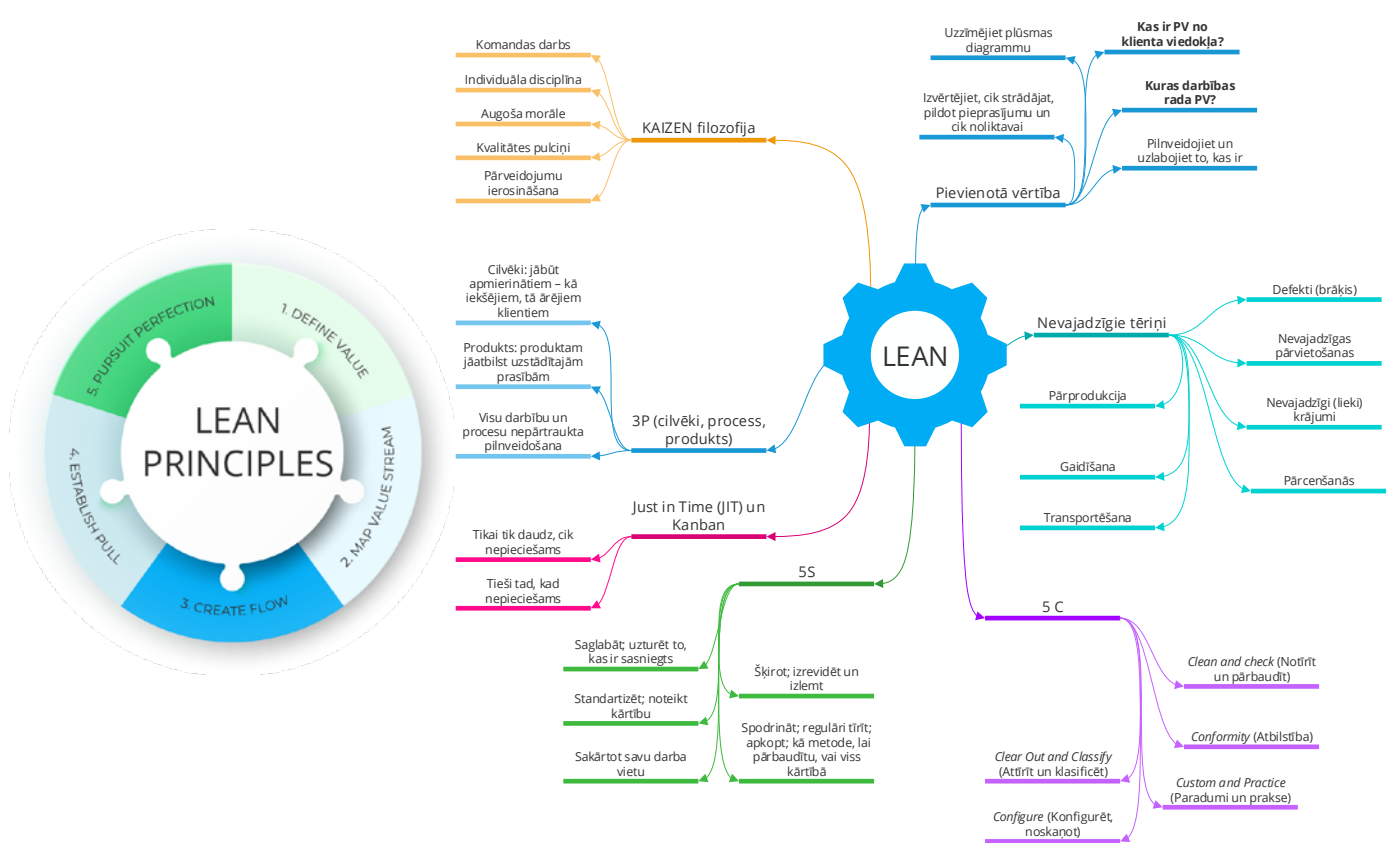 Komandas darbs
Individuāla disciplīna
Augoša morāle
Kvalitātes pulciņi
Pārveidojumu
ierosināšana
KAIZEN filozofija
Uzzīmējiet plūsmas
diagrammu
Izvērtējiet, cik strādājat,
pildot pieprasījumu un
cik noliktavai
Kas ir PV no
klienta viedokļa?
Kuras darbības
rada PV?
Pilnveidojiet un
uzlabojiet to, kas ir
Pievienotā vērtība
1. DEFINE VALUE
2. MAP VALUE STREAM
3. CREATE FLOW
4. ESTABLISH PULL
5. PURSUIT PERFECTION
LEAN
PRINCIPLES
Cilvēki: jābūt
apmierinātiem – kā
iekšējiem, tā ārējiem
klientiem
Produkts: produktam
jāatbilst uzstādītajām
prasībām
Visu darbību un
procesu nepārtraukta
pilnveidošana
3P (cilvēki, process,
produkts)
LEAN
Nevajadzīgie tēriņi
Defekti (brāķis)
Nevajadzīgas
pārvietošanas
Nevajadzīgi (lieki)
krājumi
Pārcenšanās
Pārprodukcija
Gaidīšana
Transportēšana
Just in Time (JIT) un
Kanban
Tikai tik daudz, cik
nepieciešams
Tieši tad, kad
nepieciešams
5S
Saglabāt; uzturēt to,
kas ir sasniegts
Standartizēt; noteikt
kārtību
Sakārtot savu darba
vietu
Šķirot; izrevidēt un
izlemt
Spodrināt; regulāri tīrīt;
apkopt; kā metode, lai
pārbaudītu, vai viss
kārtībā
5 C
Clean and check (Notīrīt
un pārbaudīt)
Conformity (Atbilstība)
Custom and Practice
(Paradumi un prakse)
Clear Out and Classify
(Attīrīt un klasificēt)
Configure (Konfigurēt,
noskaņot)